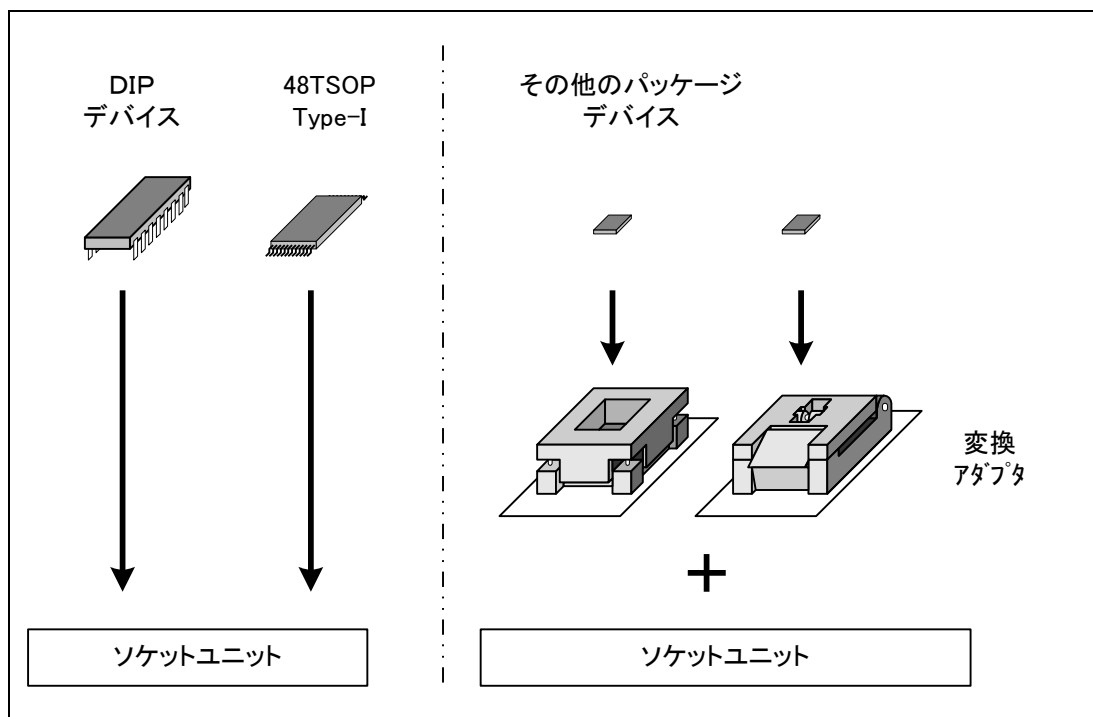 DIP
デバイス
48TSOP
Type-I
その他のパッケージ
デバイス
変換
アダプタ
ソケットユニット
ソケットユニット